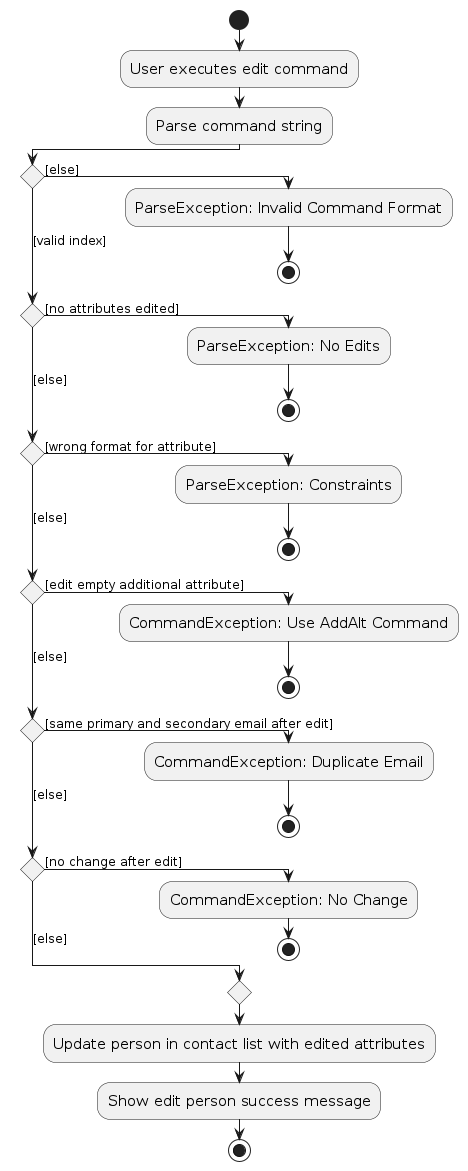 User executes edit command
Parse command string
[else]
ParseException: Invalid Command Format
[valid index]
[no attributes edited]
ParseException: No Edits
[else]
[wrong format for attribute]
ParseException: Constraints
[else]
[edit empty additional attribute]
CommandException: Use AddAlt Command
[else]
[same primary and secondary email after edit]
CommandException: Duplicate Email
[else]
[no change after edit]
CommandException: No Change
[else]
Update person in contact list with edited attributes
Show edit person success message